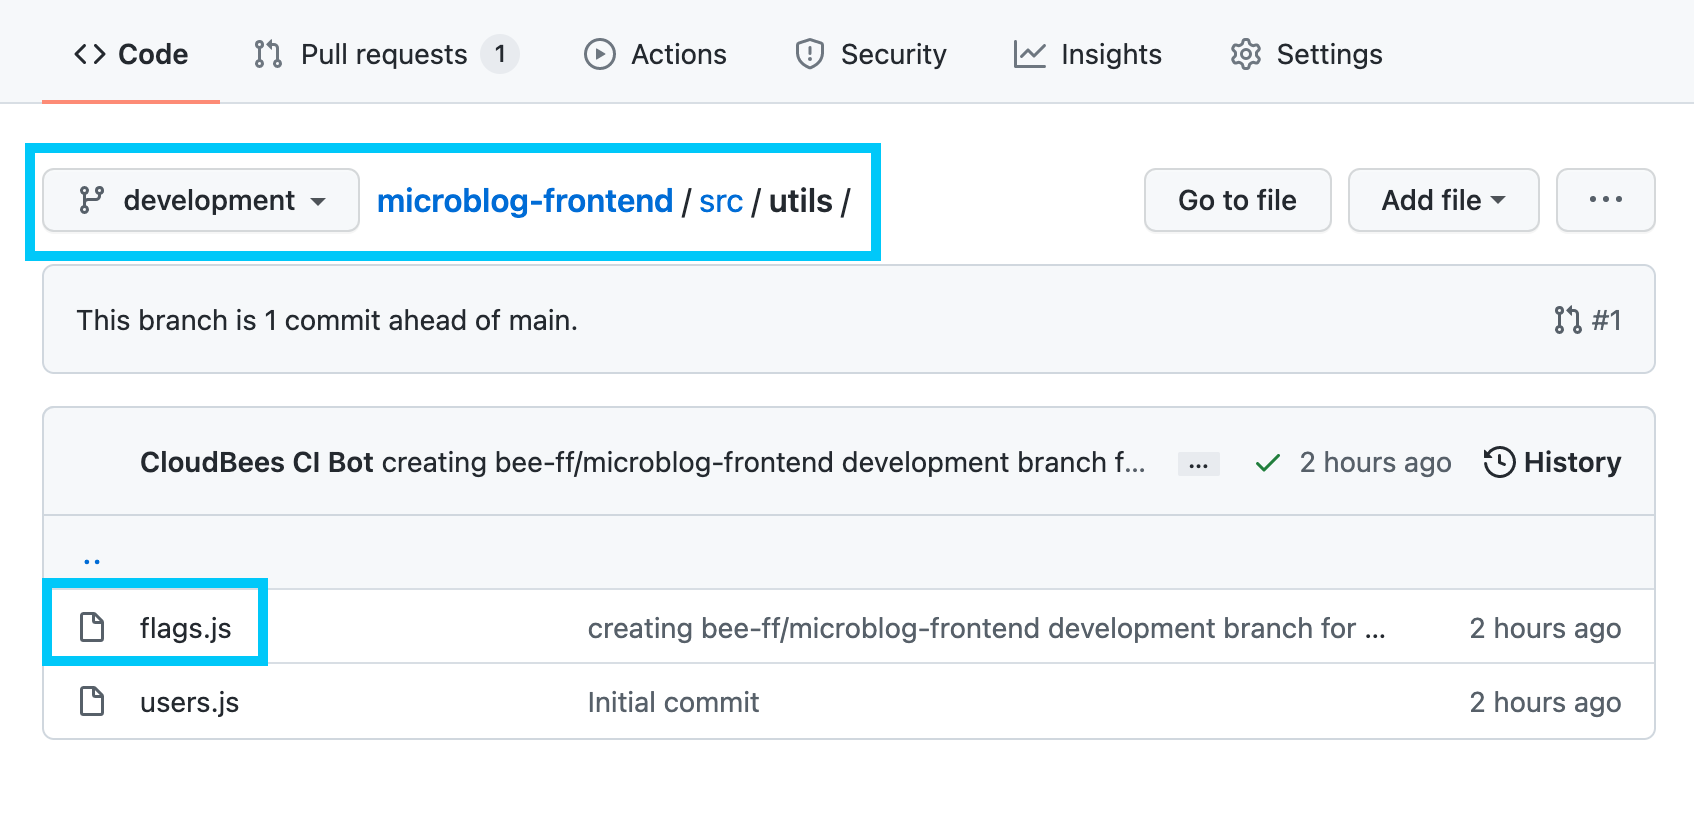 Code Pull requests 1 Actions Security Insights Settings
development microblog-frontend / src / utils / Go to file Add file ...
This branch is 1 commit ahead of main. #1
CloudBees CI Bot creating bee-ff/microblog-frontend development branch f... ... 2 hours ago History
..
flags.js creating bee-ff/microblog-frontend development branch for ... 2 hours ago
users.js Initial commit 2 hours ago